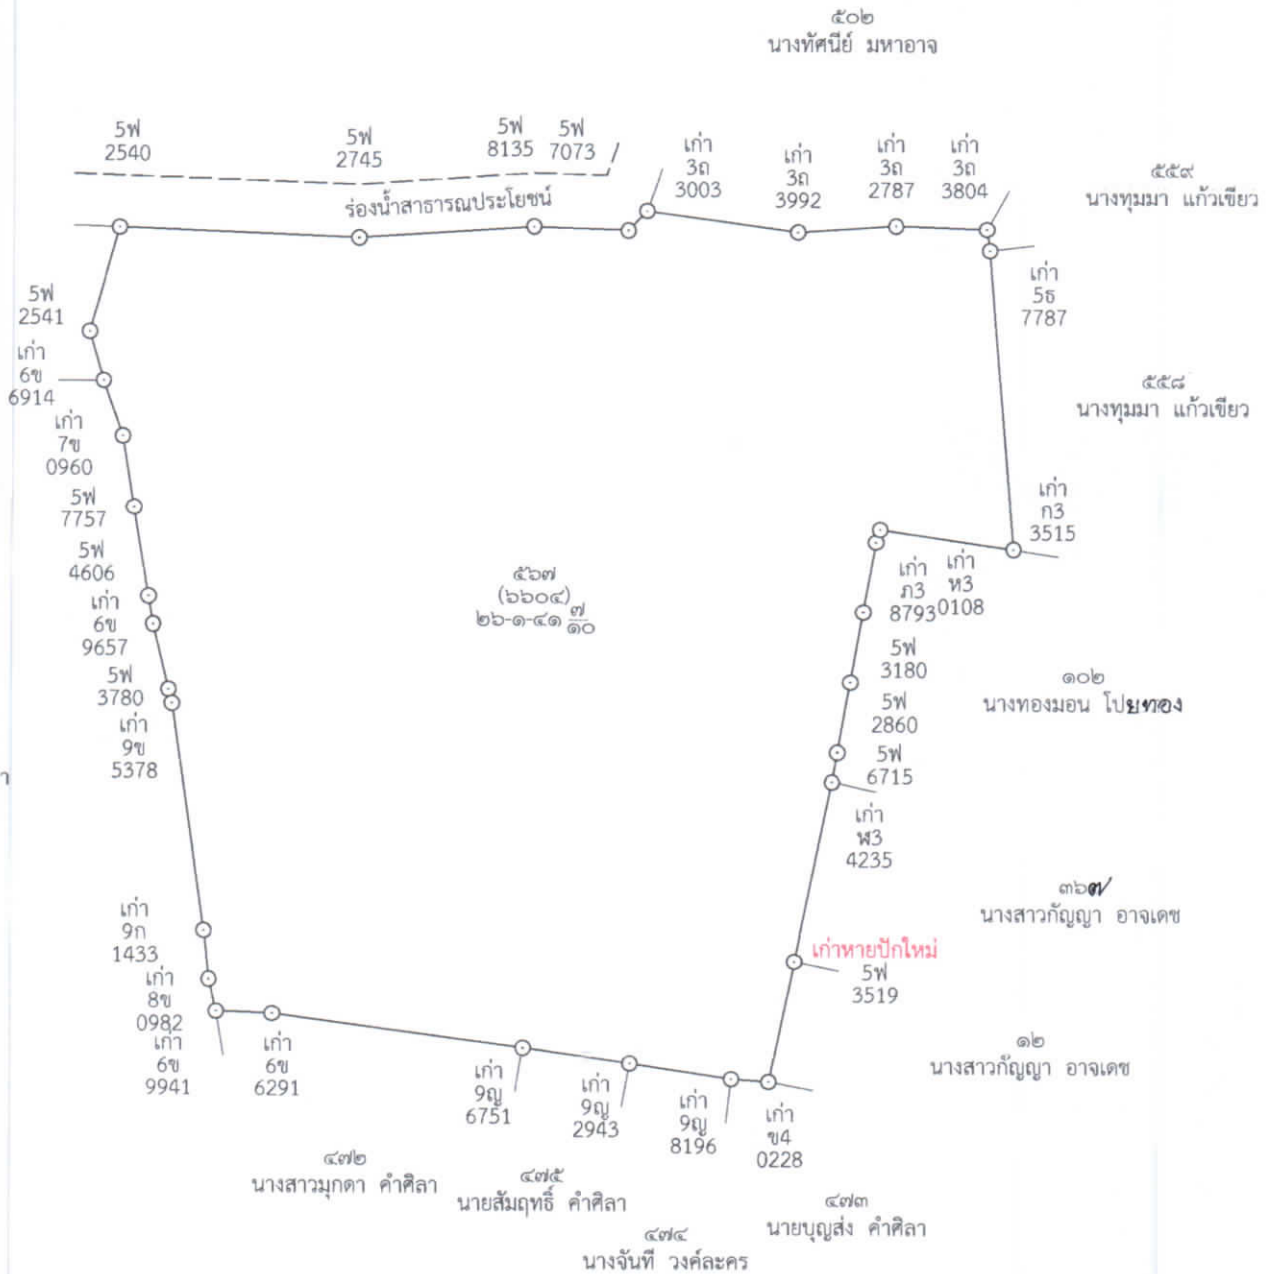 ๕๐๒
นางทัศนีย์ มหาอาจ
5ฟ
2540
5ฟ
2745
5ฟ
8135
5ฟ
7073
เก่า
3ถ
3003
เก่า
3ถ
3992
เก่า
3ถ
2787
เก่า
3ถ
3804
๕๕๙
นางทุมมา แก้วเขียว
ร่องน้ำสาธารณประโยชน์
เก่า
5ธ
7787
5ฟ
2541
เก่า
6ข
6914
๕๕๘
นางทุมมา แก้วเขียว
เก่า
7ข
0960
5ฟ
7757
เก่า
ก3
3515
5ฟ
4606
เก่า
ภ3
8793
เก่า
ห3
0108
๕๖๗
(๖๖๐๔)
๒๖-๑-๔๑ ๗/๑๐
เก่า
6ข
9657
5ฟ
3180
5ฟ
3780
๑๐๒
นางทองมอน โปยทอง
5ฟ
2860
เก่า
9ข
5378
5ฟ
6715
า
เก่า
ฬ3
4235
๓๖๗
นางสาวกัญญา อาจเดช
เก่า
9ก
1433
เก่าหายปักใหม่
5ฟ
3519
เก่า
8ข
0982
เก่า
6ข
9941
เก่า
6ข
6291
๑๒
นางสาวกัญญา อาจเดช
เก่า
9ญ
6751
เก่า
9ญ
2943
เก่า
9ญ
8196
เก่า
ข4
0228
๔๗๒
นางสาวมุกดา คำศิลา
๔๗๕
นายสัมฤทธิ์ คำศิลา
๔๗๓
นายบุญส่ง คำศิลา
๔๗๔
นางจันที วงค์ละคร